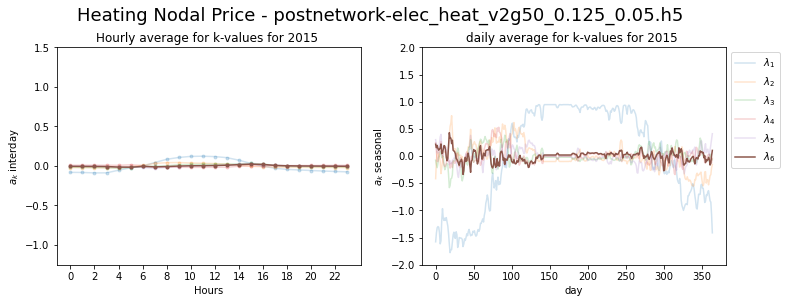 Heating Nodal Price - postnetwork-elec_heat_v2g50_0.125_0.05.h5
Hourly average for k-values for 2015
daily average for k-values for 2015
1.5
1.0
0.5
0.0
−0.5
−1.0
a_k interday
0 2 4 6 8 10 12 14 16 18 20 22
Hours
2.0
1.5
1.0
0.5
0.0
−0.5
−1.0
−1.5
−2.0
a_k seasonal
0 50 100 150 200 250 300 350
day
λ₁
λ₂
λ₃
λ₄
λ₅
λ₆